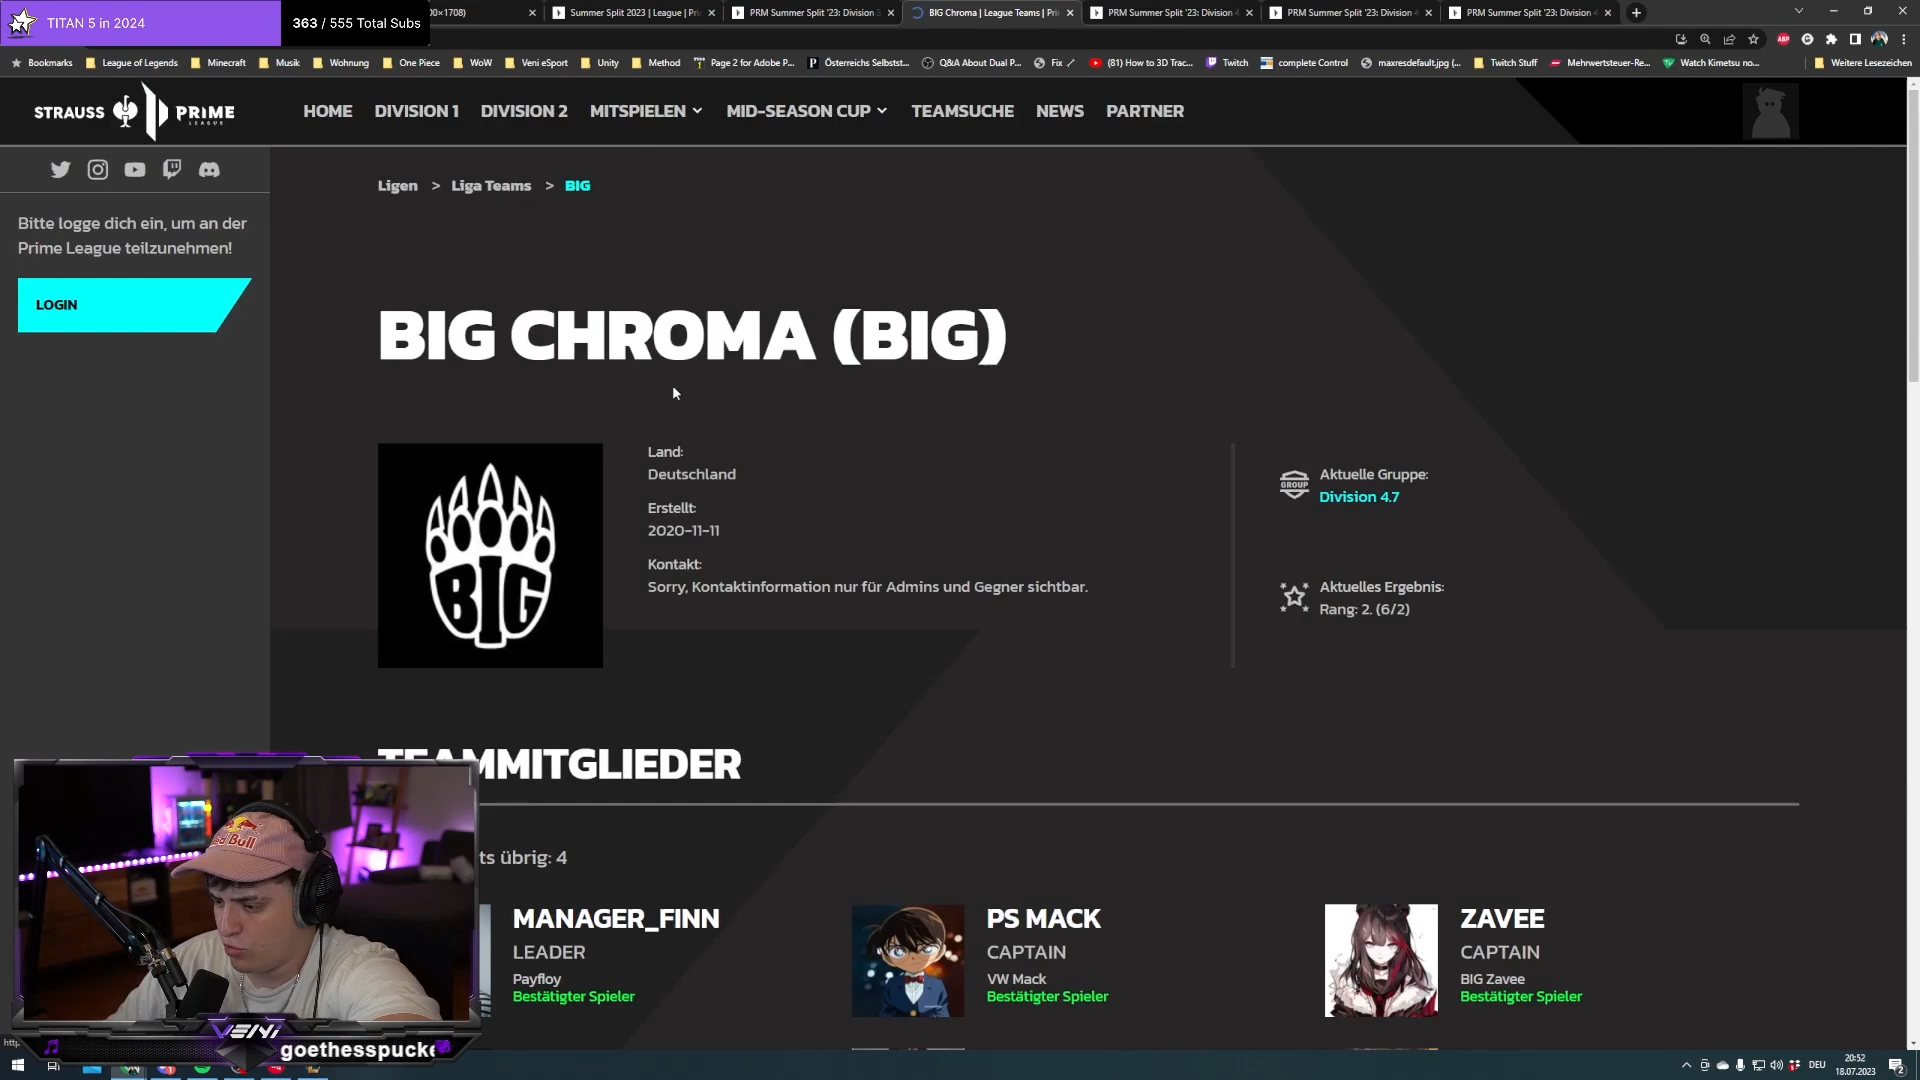 TITAN 5 in 2024
363 / 555 Total Subs
00×1708)
Summer Split 2023 | League | Pri
PRM Summer Split '23: Division 3
BIG Chroma | League Teams | Pri
PRM Summer Split '23: Division 4
PRM Summer Split '23: Division 4
PRM Summer Split '23: Division 4
Bookmarks
League of Legends
Minecraft
Musik
Wohnung
One Piece
WoW
Veni eSport
Unity
Method
Page 2 for Adobe P...
Österreichs Selbstst...
Q&A About Dual P...
Fix
(81) How to 3D Trac...
Twitch
complete Control
maxresdefault.jpg (...
Twitch Stuff
Mehrwertsteuer-Re...
Watch Kimetsu no...
Weitere Lesezeichen
STRAUSS
PRIME
LEAGUE
HOME
DIVISION 1
DIVISION 2
MITSPIELEN
MID-SEASON CUP
TEAMSUCHE
NEWS
PARTNER
Ligen > Liga Teams > BIG
Bitte logge dich ein, um an der
Prime League teilzunehmen!
LOGIN
BIG CHROMA (BIG)
BIG
Land:
Deutschland
Erstellt:
2020-11-11
Kontakt:
Sorry, Kontaktinformation nur für Admins und Gegner sichtbar.
GROUP
Aktuelle Gruppe:
Division 4.7
Aktuelles Ergebnis:
Rang: 2. (6/2)
TEAMMITGLIEDER
ts übrig: 4
MANAGER_FINN
LEADER
Payfloy
Bestätigter Spieler
PS MACK
CAPTAIN
VW Mack
Bestätigter Spieler
ZAVEE
CAPTAIN
BIG Zavee
Bestätigter Spieler
Red Bull
VENI
goethesspucke
DEU
20:52
18.07.2023